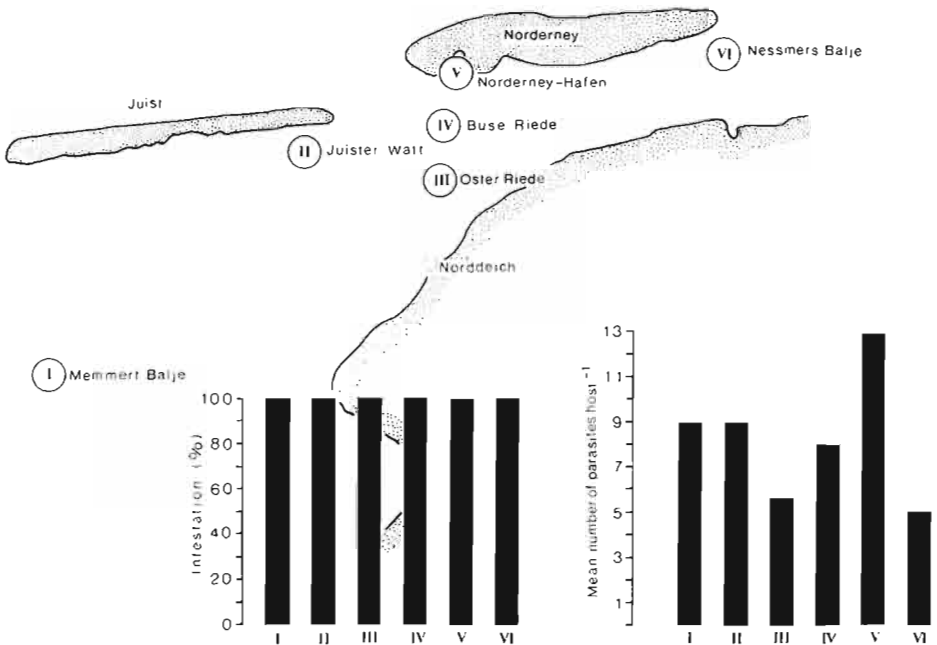 Norderney
VI Nessmers Balje
V
Norderney-Hafen
Juist
IV Buse Riede
II Juister Watt
III Oster Riede
Norddeich
I Memmert Balje
Infestation (%)
100
80
60
40
20
0
I II III IV V VI
Mean number of parasites host⁻¹
13
11
9
7
5
3
1
I II III IV V VI